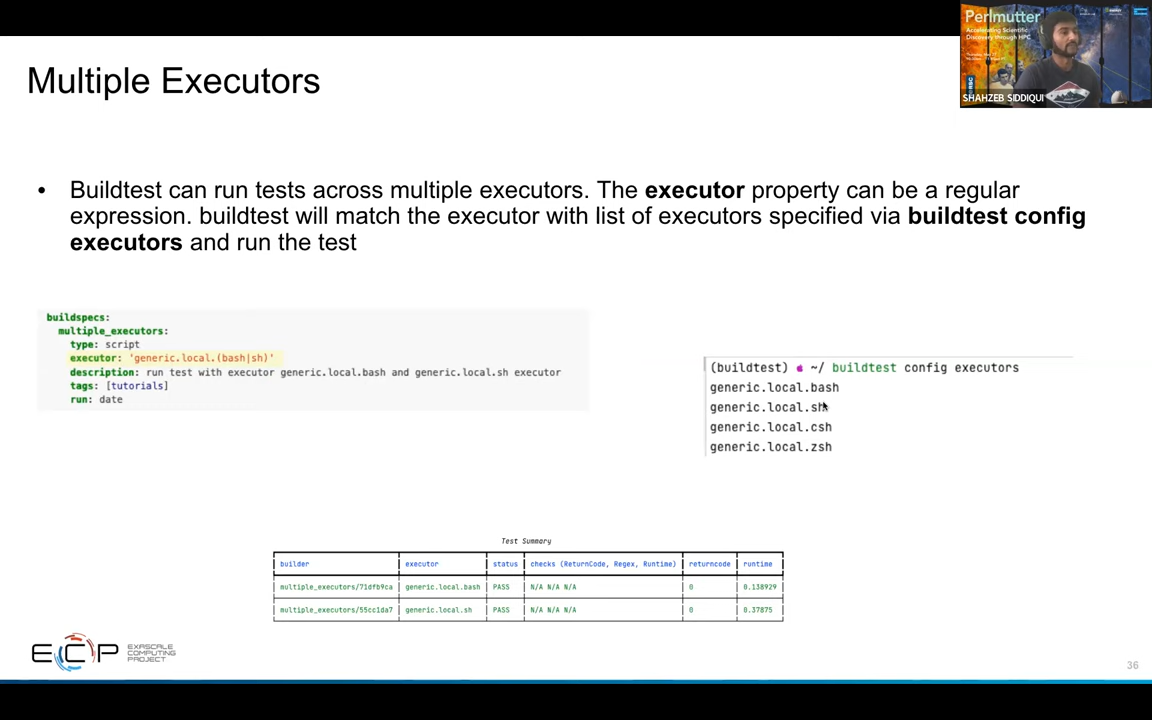 Perlmutter
Accelerating Scientific
Discovery through HPC
SHAHZEB SIDDIQUI
Multiple Executors
• Buildtest can run tests across multiple executors. The executor property can be a regular
expression. buildtest will match the executor with list of executors specified via buildtest config
executors and run the test
buildspecs:
multiple_executors:
type: script
executor: 'generic.local.(bash|sh)'
description: run test with executor generic.local.bash and generic.local.sh executor
tags: [tutorials]
run: date
(buildtest) ~/ buildtest config executors
generic.local.bash
generic.local.sh
generic.local.csh
generic.local.zsh
Test Summary
builder executor status checks (ReturnCode, Regex, Runtime) returncode runtime
multiple_executors/71dfb9ca generic.local.bash PASS N/A N/A N/A 0 0.138929
multiple_executors/55cc1da7 generic.local.sh PASS N/A N/A N/A 0 0.37875
ECP
EXASCALE
COMPUTING
PROJECT
36